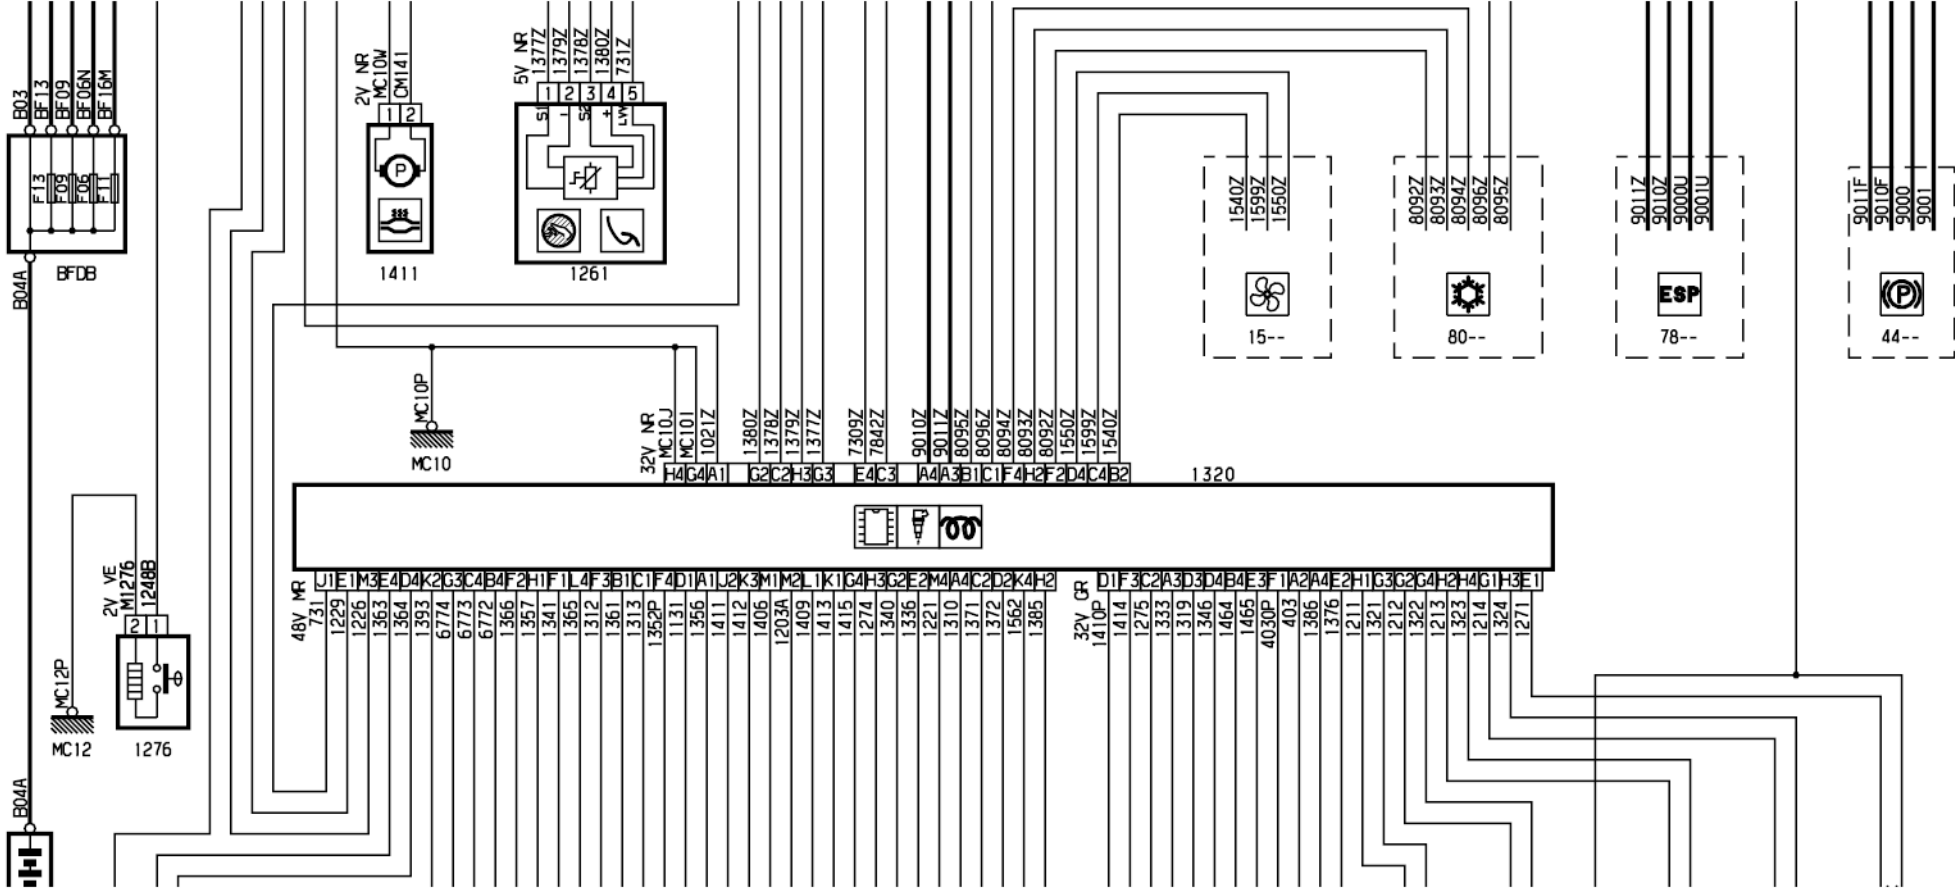 B03
BF13
BF09
BF06N
BF16M
F13
F09
F06
F11
BFDB
B04A
B04A
2V NR
MC10W
CM141
1 2
P
1411
5V NR
1377Z
1379Z
1378Z
1380Z
731Z
1 2 3 4 5
S1
-
S2
+
1261
1540Z
1599Z
1550Z
15--
8092Z
8093Z
8094Z
8096Z
8095Z
80--
9011Z
9010Z
9000U
9001U
ESP
78--
9011F
9010F
9000
9001
P
44--
MC10P
MC10
32V NR
MC10J
MC10I
1021Z
1380Z
1378Z
1379Z
1377Z
7309Z
7842Z
9010Z
9011Z
8095Z
8096Z
8094Z
8093Z
8092Z
1550Z
1599Z
1540Z
H4 G4 A1 G2 C2 H3 G3 E4 C3 A4 A3 B1 C1 F4 H2 F2 D4 C4 B2
1320
J1 E1 M3 E4 D4 K2 G3 C4 B4 F2 H1 F1 L4 F3 B1 C1 F4 D1 A1 J2 K3 M1 M2 L1 K1 G4 H3 G2 E2 M4 A4 C2 D2 K4 H2
48V MR
731
1229
1226
1363
1364
1393
6774
6773
6772
1366
1357
1341
1365
1312
1361
1313
1352P
1131
1356
1411
1412
1406
1203A
1409
1413
1415
1274
1340
1336
1221
1310
1371
1372
1562
1385
D1 F3 C2 A3 D3 D4 B4 E3 F1 A2 A4 E2 H1 G3 G2 G4 H2 H4 G1 H3 E1
32V GR
1410P
1414
1275
1333
1319
1346
1464
1465
4030P
403
1386
1376
1211
1321
1212
1322
1213
1323
1214
1324
1271
2V VE
M1276
1248B
2 1
1276
MC12P
MC12